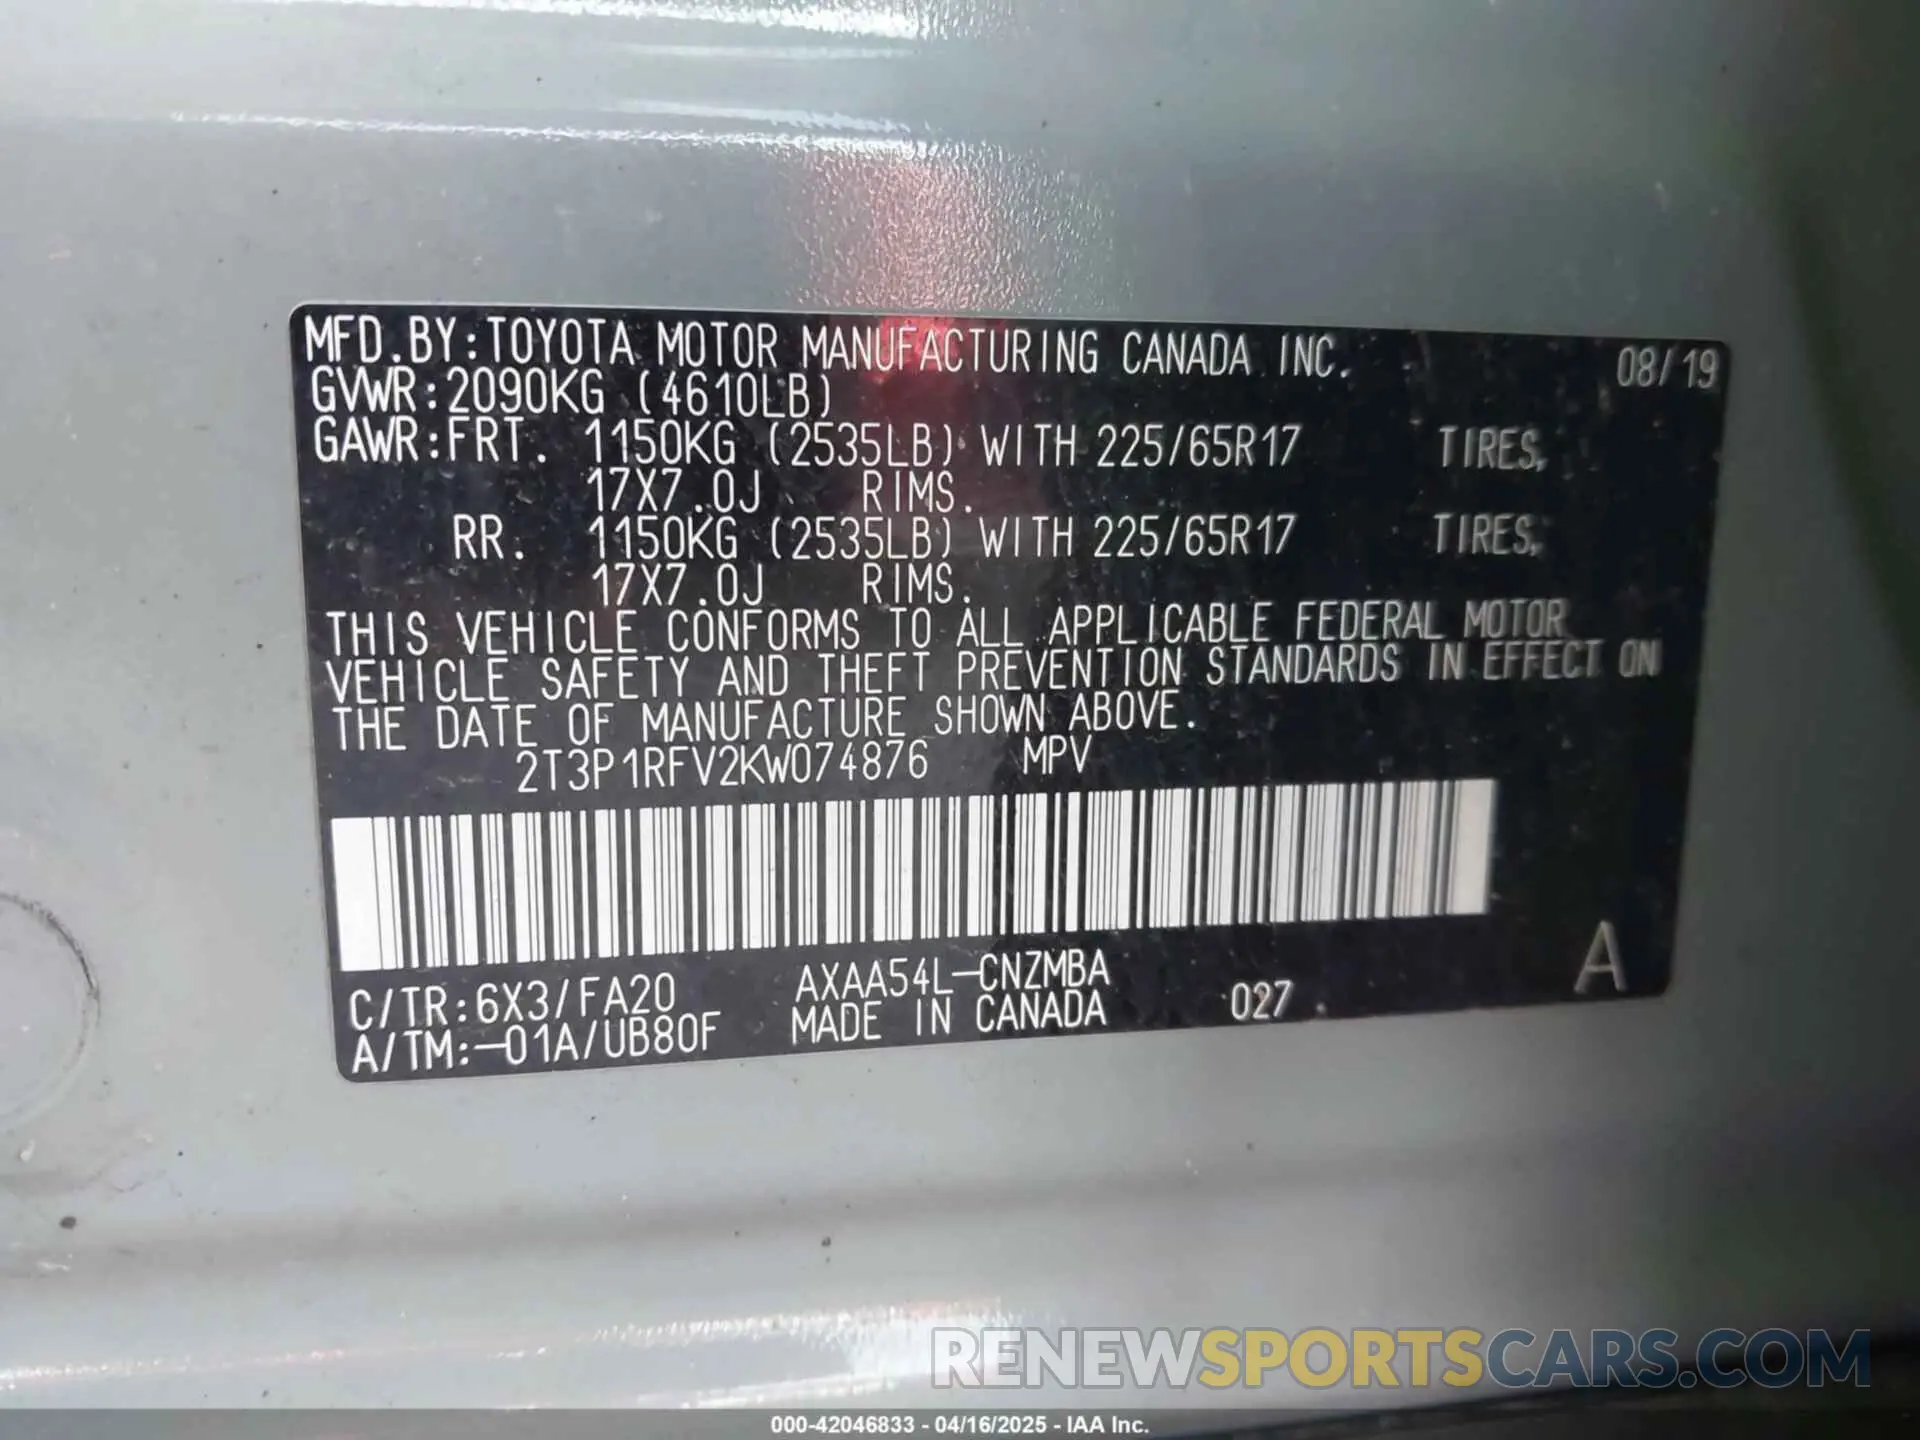 MFD.BY:TOYOTA MOTOR MANUFACTURING CANADA INC. 08/19
GVWR:2090KG (4610LB)
GAWR:FRT. 1150KG (2535LB) WITH 225/65R17 TIRES,
17X7.0J RIMS.
RR. 1150KG (2535LB) WITH 225/65R17 TIRES,
17X7.0J RIMS.
THIS VEHICLE CONFORMS TO ALL APPLICABLE FEDERAL MOTOR
VEHICLE SAFETY AND THEFT PREVENTION STANDARDS IN EFFECT ON
THE DATE OF MANUFACTURE SHOWN ABOVE.
2T3P1RFV2KW074876 MPV
C/TR:6X3/FA20 AXAA54L-CNZMBA A
A/TM:-01A/UB80F MADE IN CANADA 027
RENEWSPORTSCARS.COM
000-42046833 - 04/16/2025 - IAA Inc.